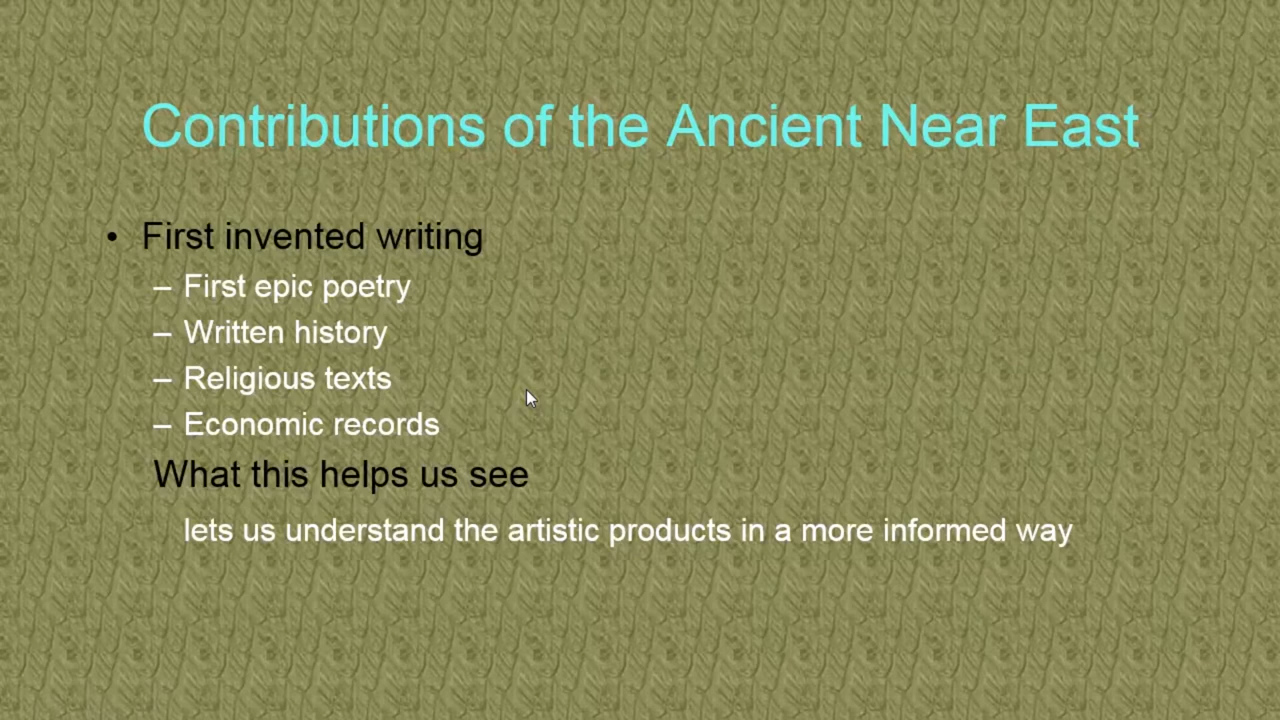 Contributions of the Ancient Near East
• First invented writing
– First epic poetry
– Written history
– Religious texts
– Economic records
What this helps us see
lets us understand the artistic products in a more informed way